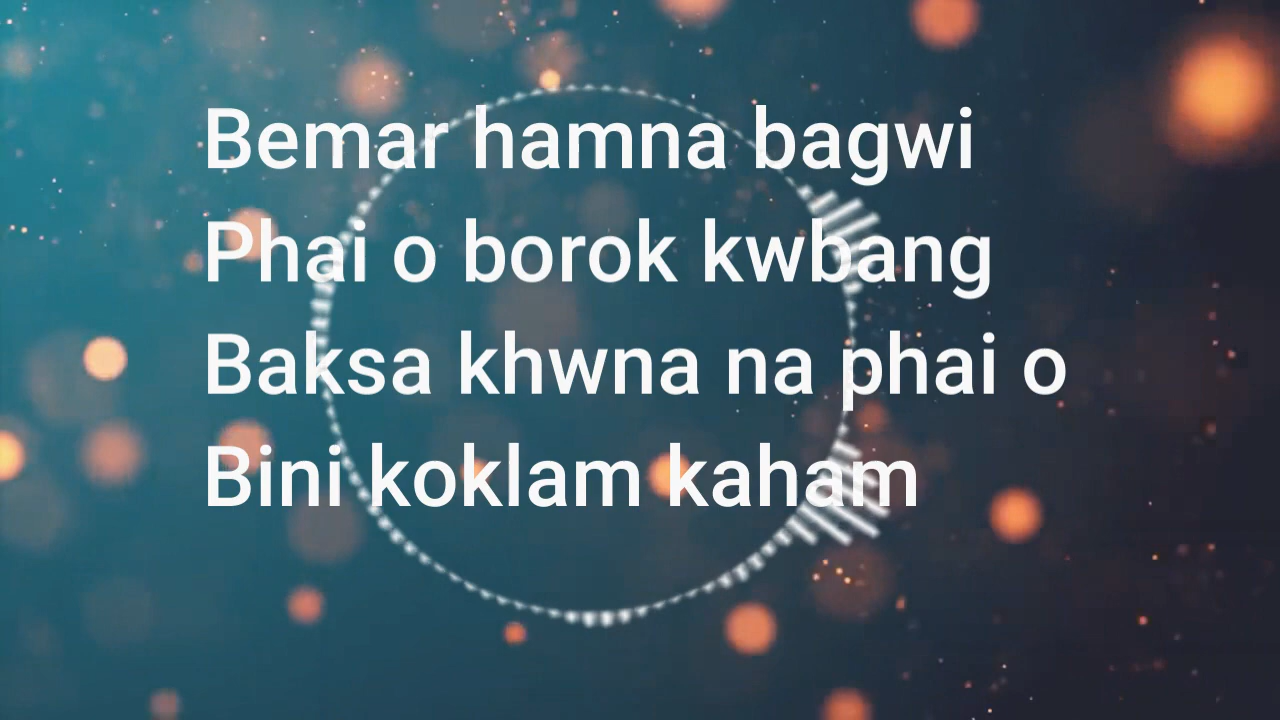 Bemar hamna bagwi
Phai o borok kwbang
Baksa khwna na phai o
Bini koklam kaham